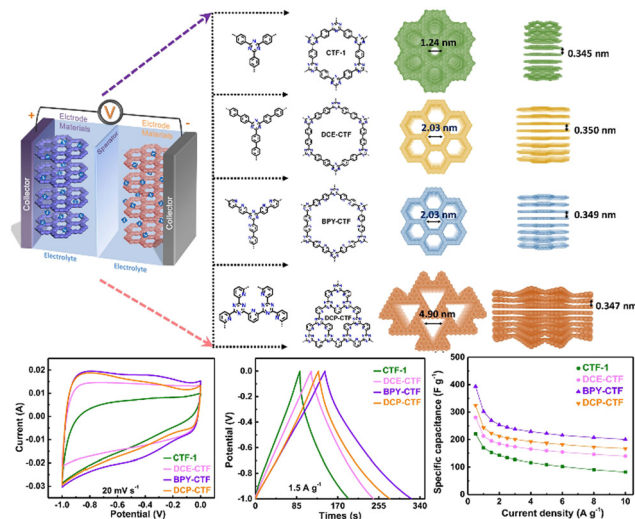 CTF-1
1.24 nm
0.345 nm
+
V
-
Elctrode
Materials
Elctrode
Materials
Separator
Collector
Collector
Electrolyte
Electrolyte
DCE-CTF
2.03 nm
0.350 nm
BPY-CTF
2.03 nm
0.349 nm
DCP-CTF
4.90 nm
0.347 nm
Current (A)
0.02
0.01
0.00
-0.01
-0.02
-0.03
CTF-1
DCE-CTF
BPY-CTF
DCP-CTF
20 mV s-1
-1.0 -0.8 -0.6 -0.4 -0.2 0.0
Potential (V)
Potential (V)
0.0
-0.2
-0.4
-0.6
-0.8
-1.0
CTF-1
DCE-CTF
BPY-CTF
DCP-CTF
1.5 A g-1
0 100 200 300 400
Times (s)
Specific capacitance (F g-1)
500
400
300
200
100
0
CTF-1
DCE-CTF
BPY-CTF
DCP-CTF
0 2 4 6 8 10
Current density (A g-1)